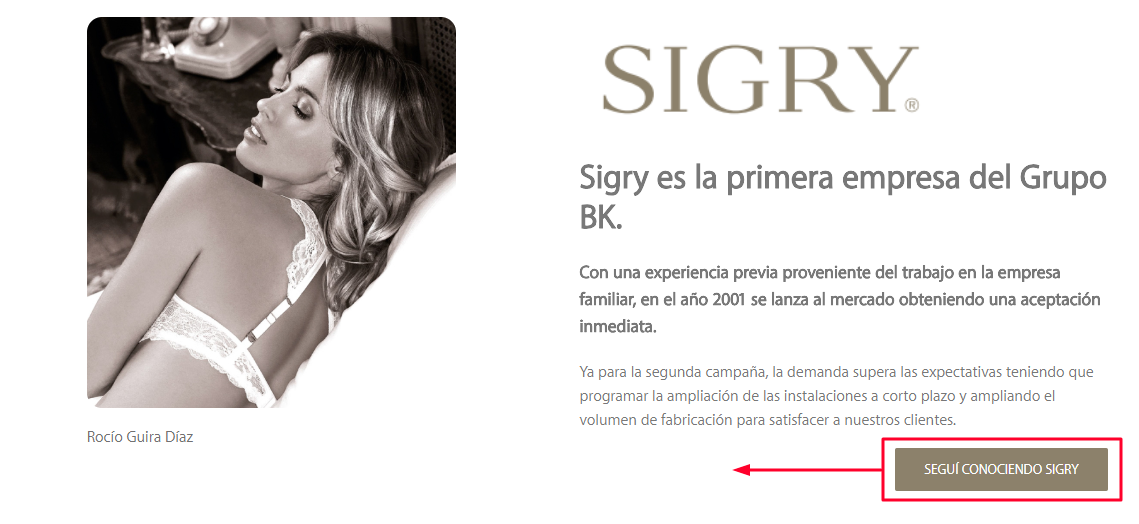 SIGRY®
Sigry es la primera empresa del Grupo
BK.
Con una experiencia previa proveniente del trabajo en la empresa
familiar, en el año 2001 se lanza al mercado obteniendo una aceptación
inmediata.
Ya para la segunda campaña, la demanda supera las expectativas teniendo que
programar la ampliación de las instalaciones a corto plazo y ampliando el
volumen de fabricación para satisfacer a nuestros clientes.
Rocío Guira Díaz
SEGUÍ CONOCIENDO SIGRY